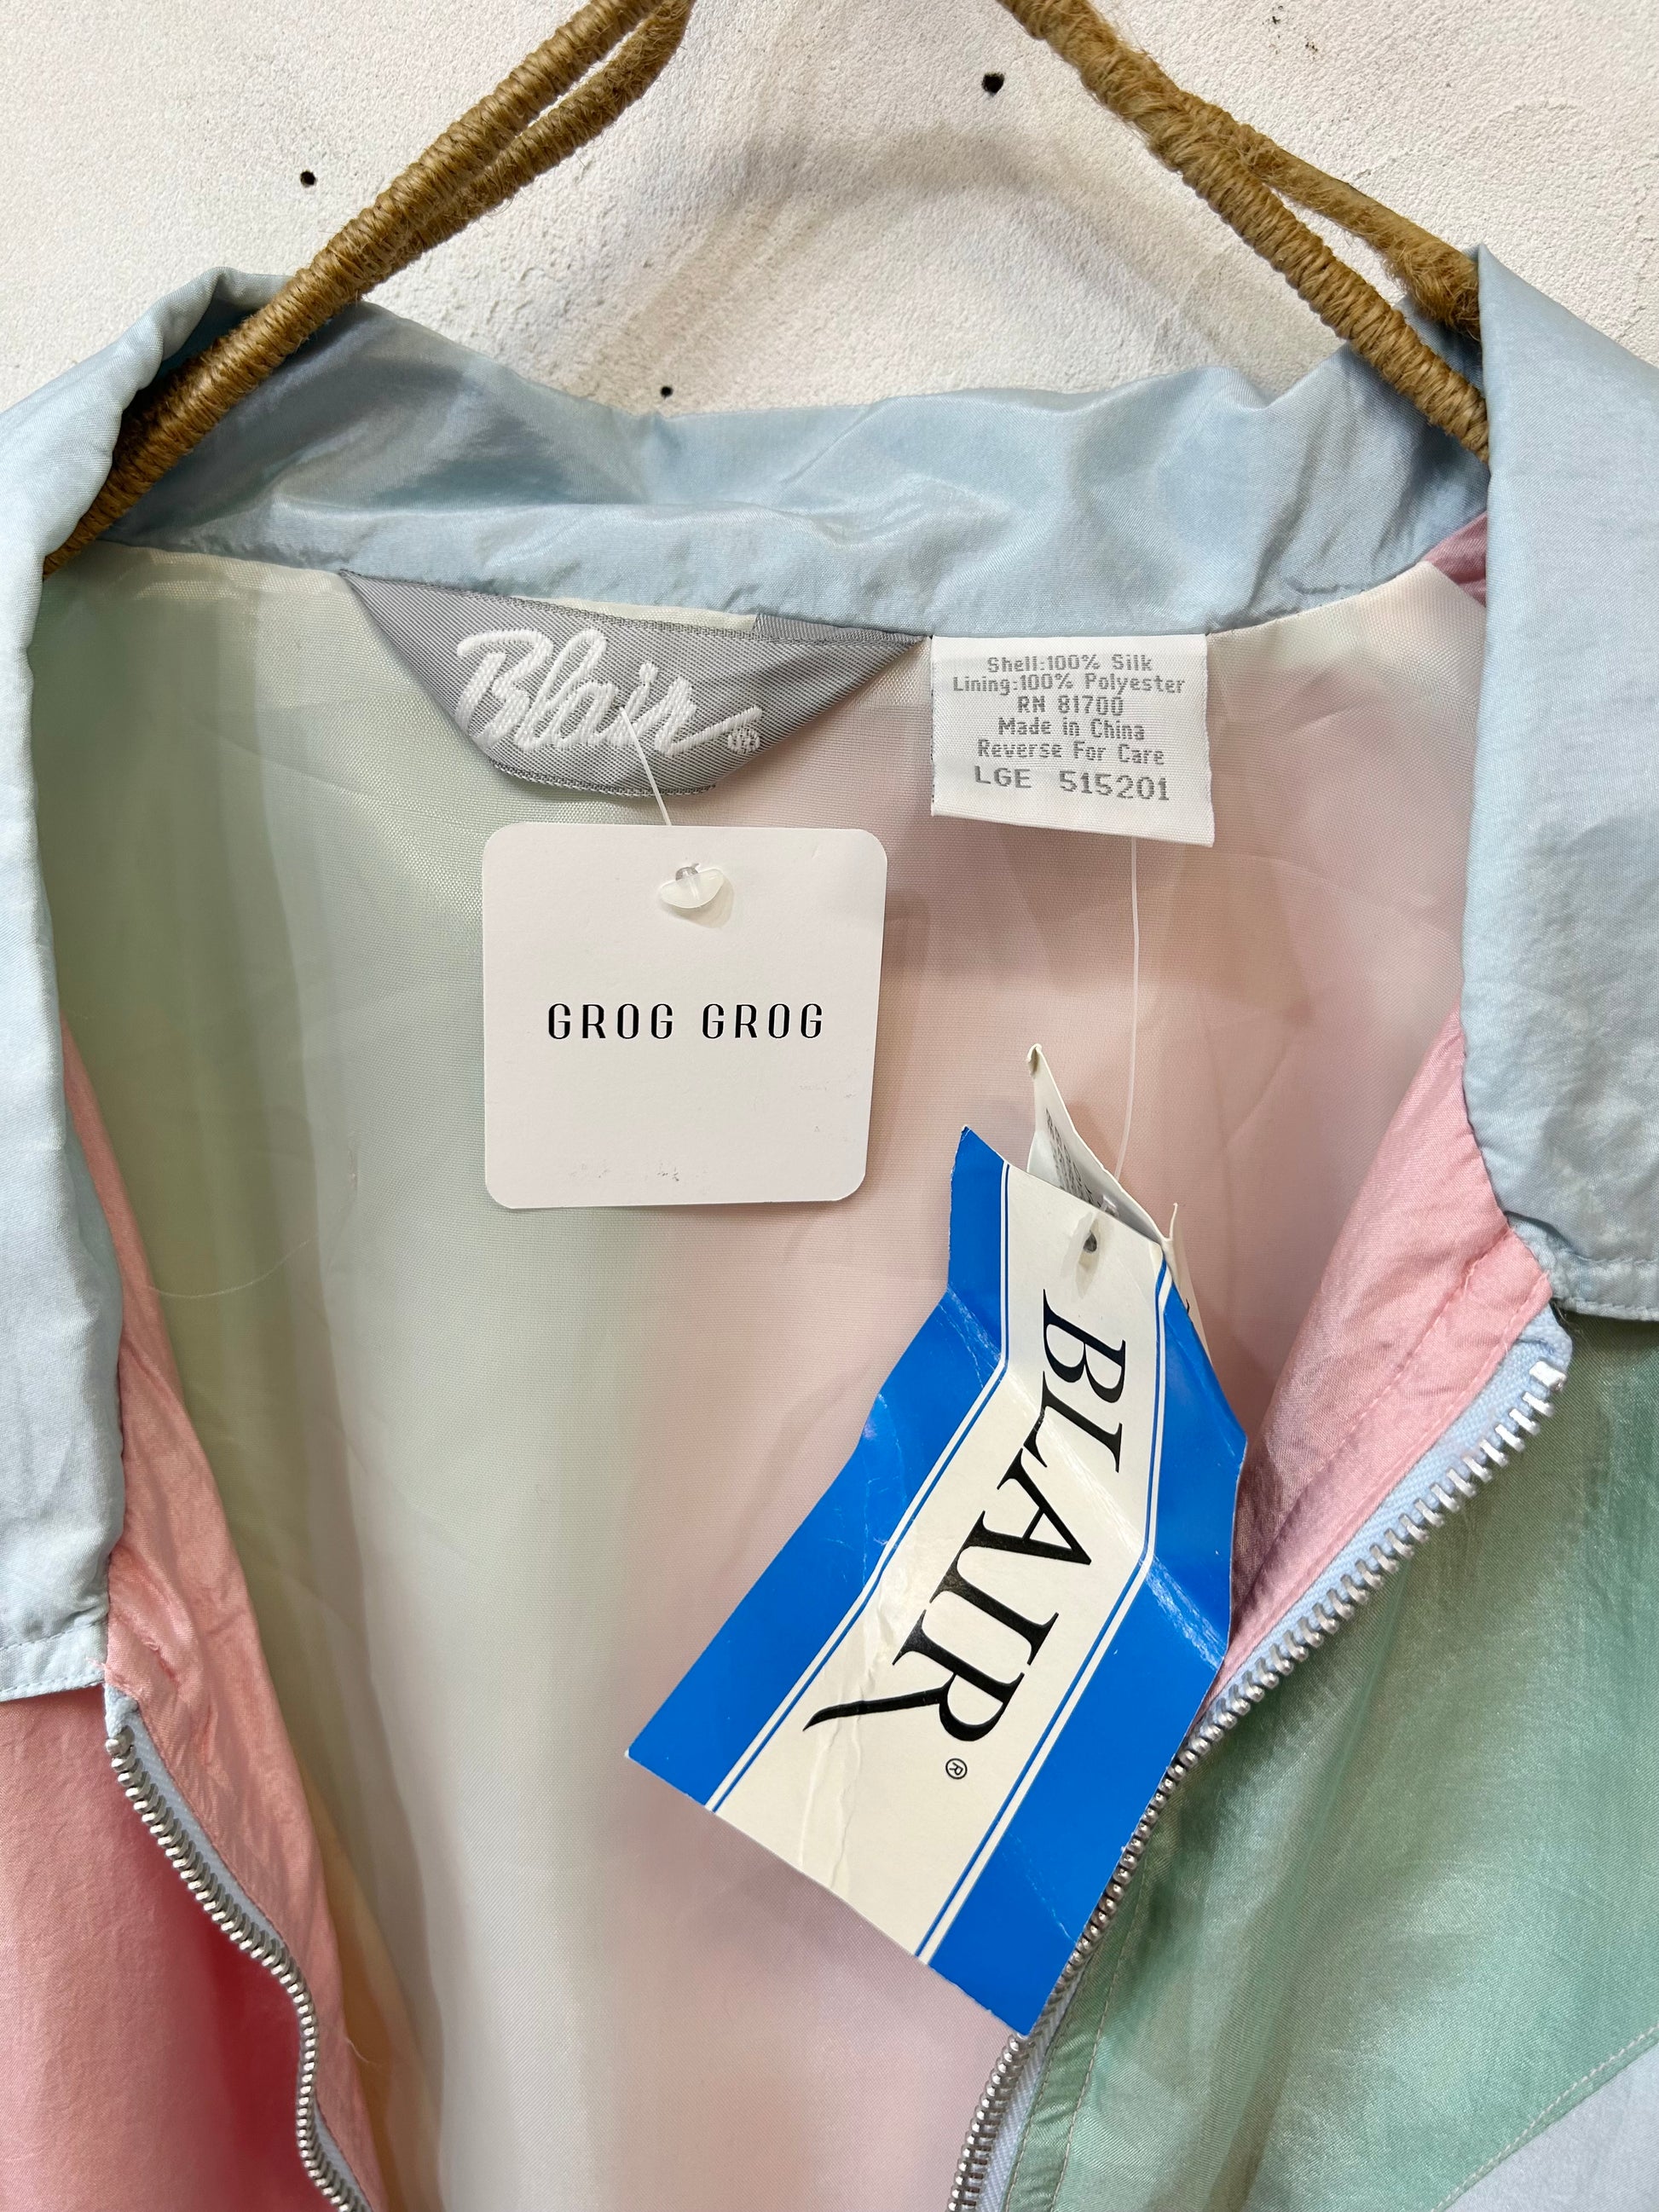 Blair
Shell:100% Silk
Lining:100% Polyester
RN 81700
Made in China
Reverse For Care
LGE 515201
GROG GROG
BLAIR®